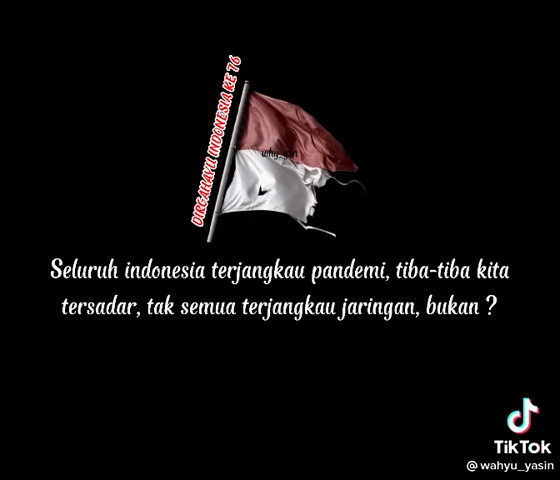 DIRGAHAYU INDONESIA KE 76
Seluruh indonesia terjangkau pandemi, tiba-tiba kita
tersadar, tak semua terjangkau jaringan, bukan ?
TikTok
@wahyu_yasin